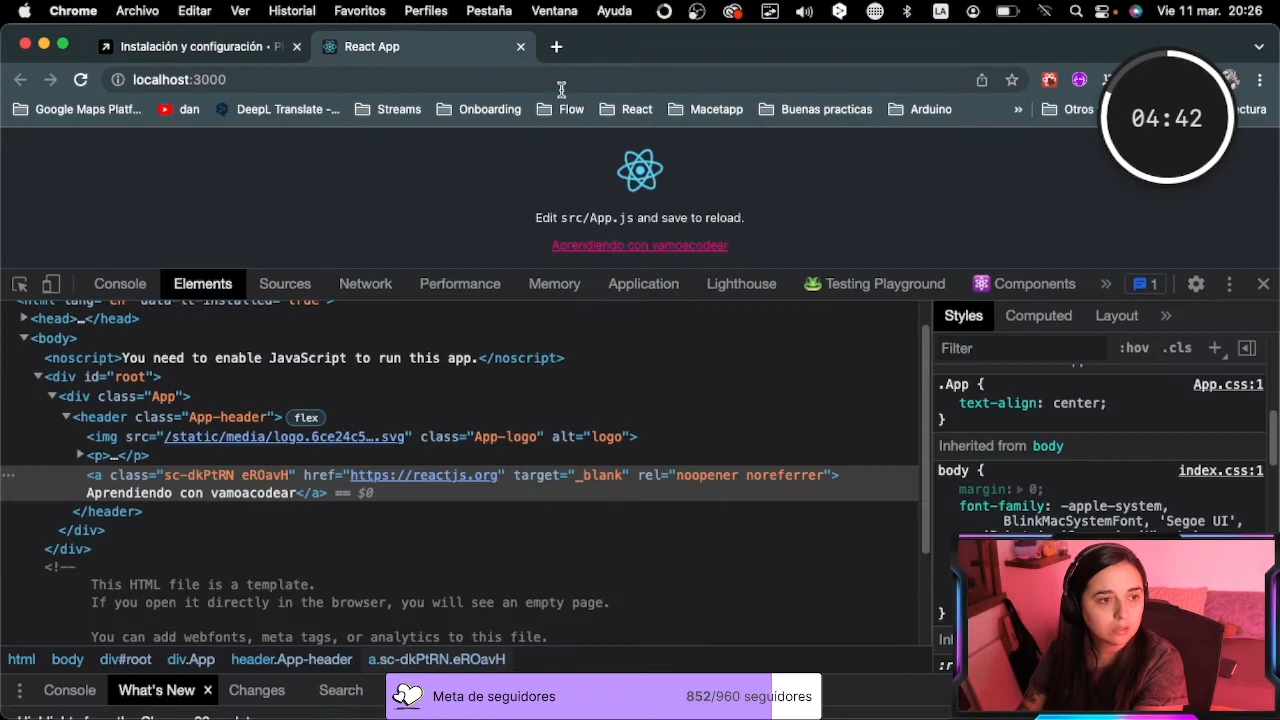 Chrome Archivo Editar Ver Historial Favoritos Perfiles Pestaña Ventana Ayuda LA Vie 11 mar. 20:26
Instalación y configuración • React App
localhost:3000
Google Maps Platf... dan DeepL Translate -... Streams Onboarding Flow React Macetapp Buenas practicas Arduino » Otros ctura
04:42
Edit src/App.js and save to reload.
Aprendiendo con vamoacodear
Console Elements Sources Network Performance Memory Application Lighthouse Testing Playground Components » 1
<html lang="en" data-lt-installed="true">
<head>…</head>
<body>
<noscript>You need to enable JavaScript to run this app.</noscript>
<div id="root">
<div class="App">
<header class="App-header"> flex
<img src="/static/media/logo.6ce24c5….svg" class="App-logo" alt="logo">
<p>…</p>
<a class="sc-dkPtRN eROavH" href="https://reactjs.org" target="_blank" rel="noopener noreferrer">
Aprendiendo con vamoacodear</a> == $0
</header>
</div>
</div>
<!--
This HTML file is a template.
If you open it directly in the browser, you will see an empty page.
You can add webfonts, meta tags, or analytics to this file.
html body div#root div.App header.App-header a.sc-dkPtRN.eROavH
Styles Computed Layout »
Filter :hov .cls +
.App { App.css:1
text-align: center;
}
Inherited from body
body { index.css:1
margin: 0;
font-family: -apple-system,
BlinkMacSystemFont, 'Segoe UI',
}
Console What's New × Changes Search
Meta de seguidores 852/960 seguidores